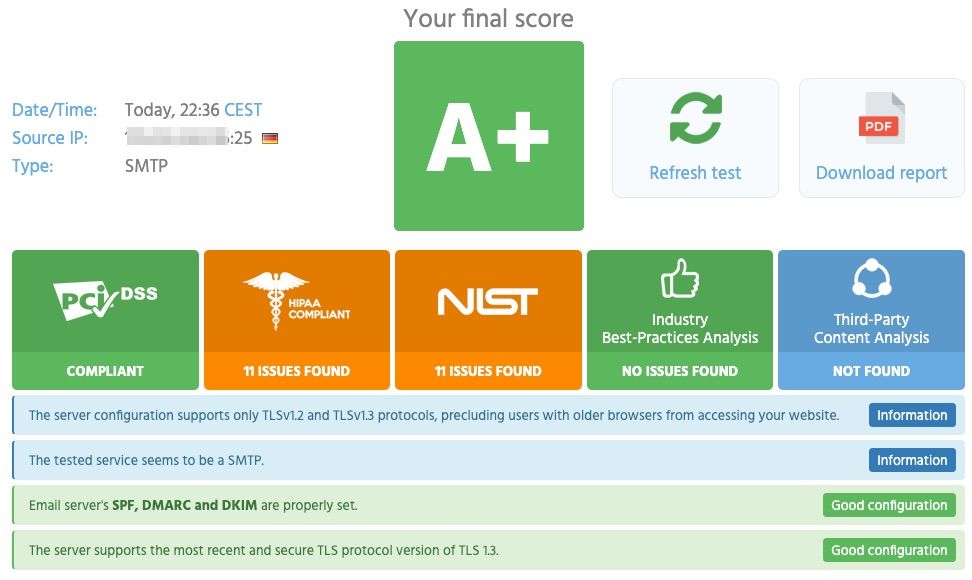 Your final score
A+
Date/Time: Today, 22:36 CEST
Source IP: :25
Type: SMTP
Refresh test
PDF
Download report
PCI DSS
COMPLIANT
HIPAA
COMPLIANT
11 ISSUES FOUND
NIST
11 ISSUES FOUND
Industry
Best-Practices Analysis
NO ISSUES FOUND
Third-Party
Content Analysis
NOT FOUND
The server configuration supports only TLSv1.2 and TLSv1.3 protocols, precluding users with older browsers from accessing your website. Information
The tested service seems to be a SMTP. Information
Email server's SPF, DMARC and DKIM are properly set. Good configuration
The server supports the most recent and secure TLS protocol version of TLS 1.3. Good configuration